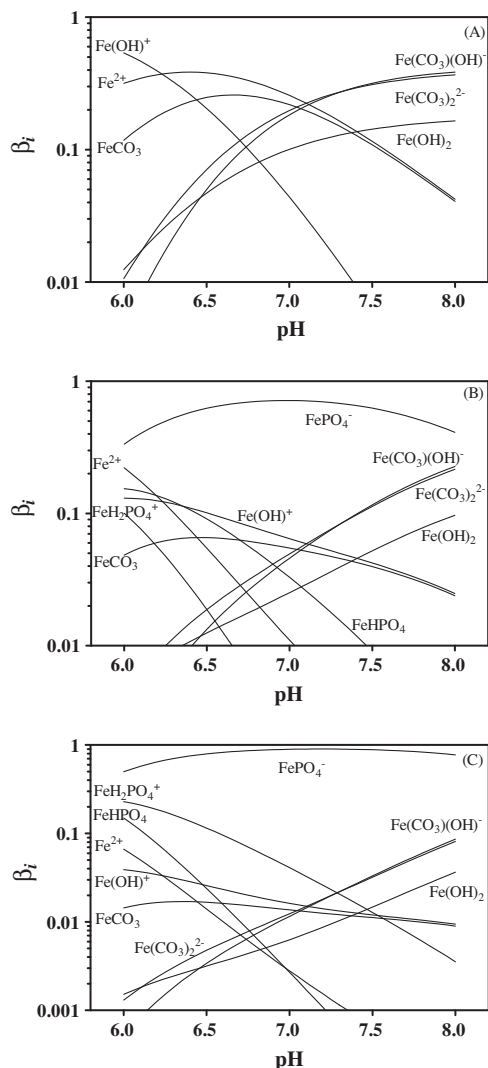 1
(A)
Fe(OH)⁺
Fe(CO₃)(OH)⁻
Fe²⁺
Fe(CO₃)₂²⁻
0.1
FeCO₃
Fe(OH)₂
βᵢ
0.01
6.0 6.5 7.0 7.5 8.0
pH
1
(B)
FePO₄⁻
Fe²⁺
Fe(CO₃)(OH)⁻
Fe(CO₃)₂²⁻
0.1
FeH₂PO₄⁺
Fe(OH)⁺
Fe(OH)₂
FeCO₃
βᵢ
FeHPO₄
0.01
6.0 6.5 7.0 7.5 8.0
pH
1
(C)
FePO₄⁻
FeH₂PO₄⁺
FeHPO₄
0.1
Fe(CO₃)(OH)⁻
Fe²⁺
Fe(OH)⁺
Fe(OH)₂
FeCO₃
0.01
Fe(CO₃)₂²⁻
βᵢ
0.001
6.0 6.5 7.0 7.5 8.0
pH